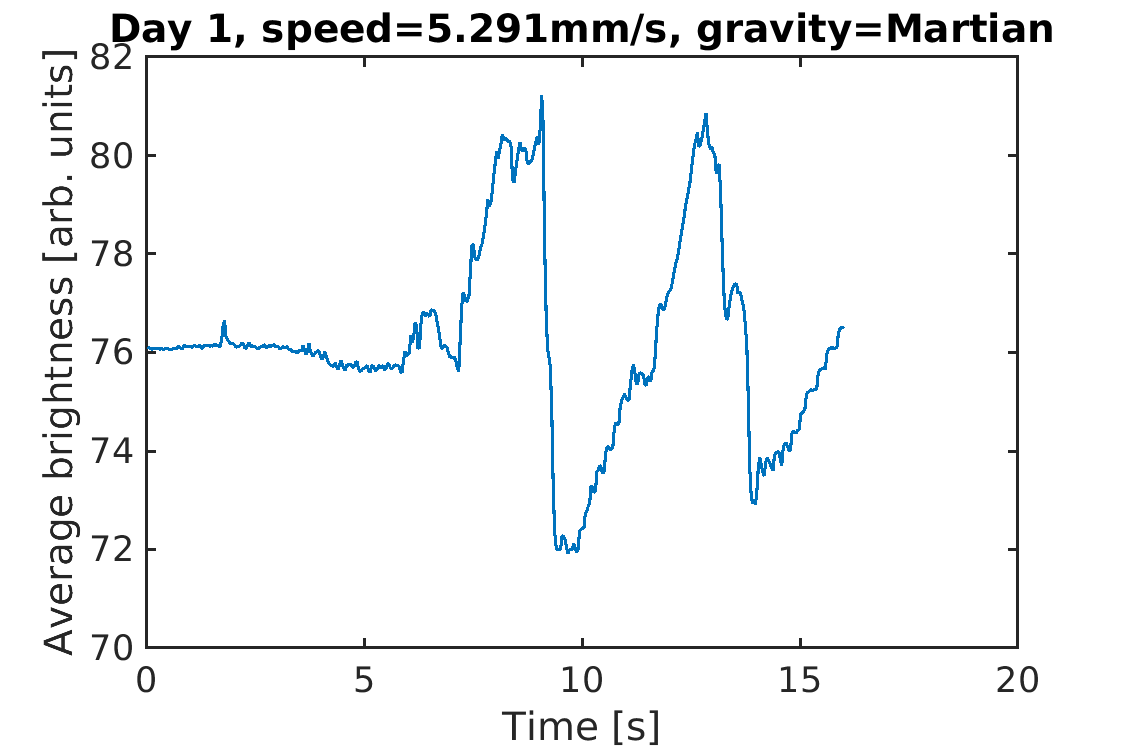 Day 1, speed=5.291mm/s, gravity=Martian
Average brightness [arb. units]
82
80
78
76
74
72
70
0 5 10 15 20
Time [s]